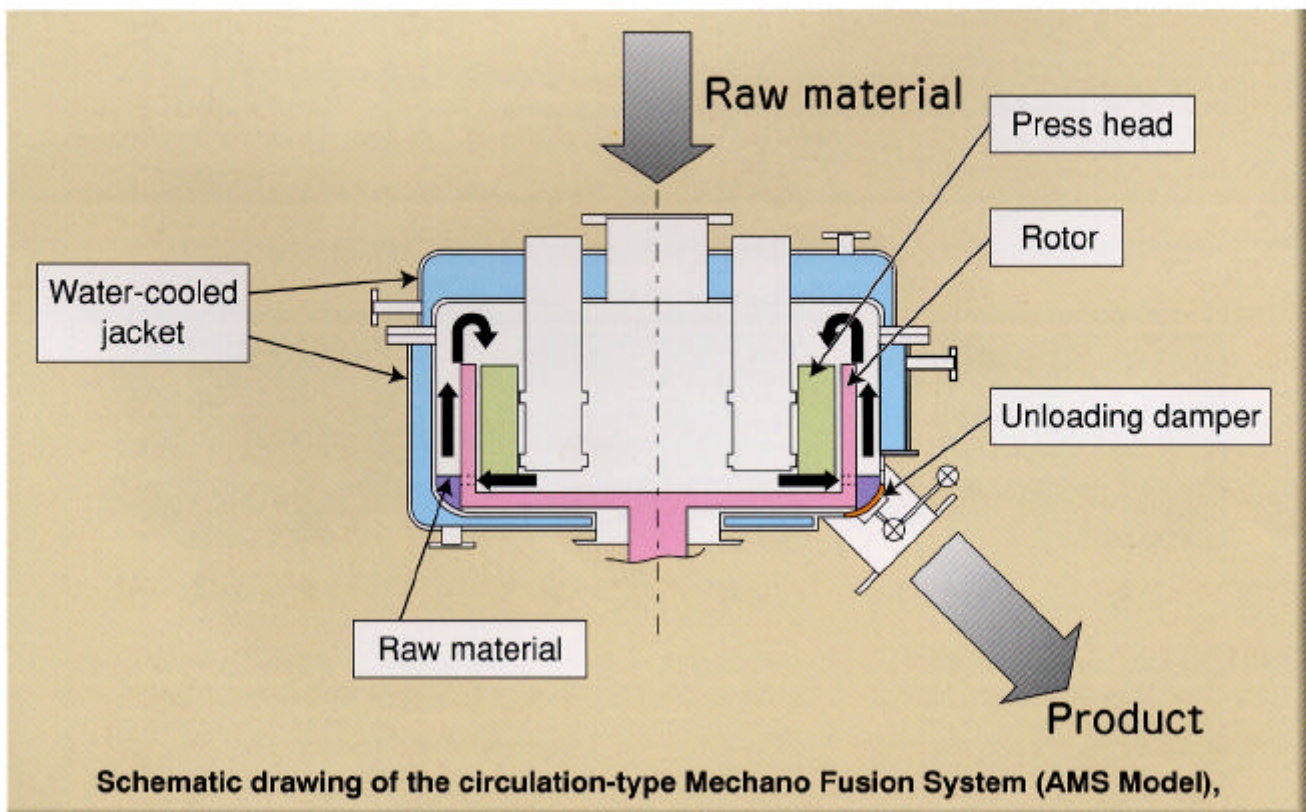 Raw material
Press head
Rotor
Water-cooled
jacket
Unloading damper
Raw material
Product
Schematic drawing of the circulation-type Mechano Fusion System (AMS Model),